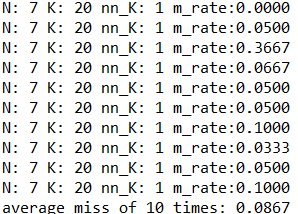 N: 7 K: 20 nn_K: 1 m_rate:0.0000
N: 7 K: 20 nn_K: 1 m_rate:0.0500
N: 7 K: 20 nn_K: 1 m_rate:0.3667
N: 7 K: 20 nn_K: 1 m_rate:0.0667
N: 7 K: 20 nn_K: 1 m_rate:0.0500
N: 7 K: 20 nn_K: 1 m_rate:0.0500
N: 7 K: 20 nn_K: 1 m_rate:0.1000
N: 7 K: 20 nn_K: 1 m_rate:0.0333
N: 7 K: 20 nn_K: 1 m_rate:0.0500
N: 7 K: 20 nn_K: 1 m_rate:0.1000
average miss of 10 times: 0.0867